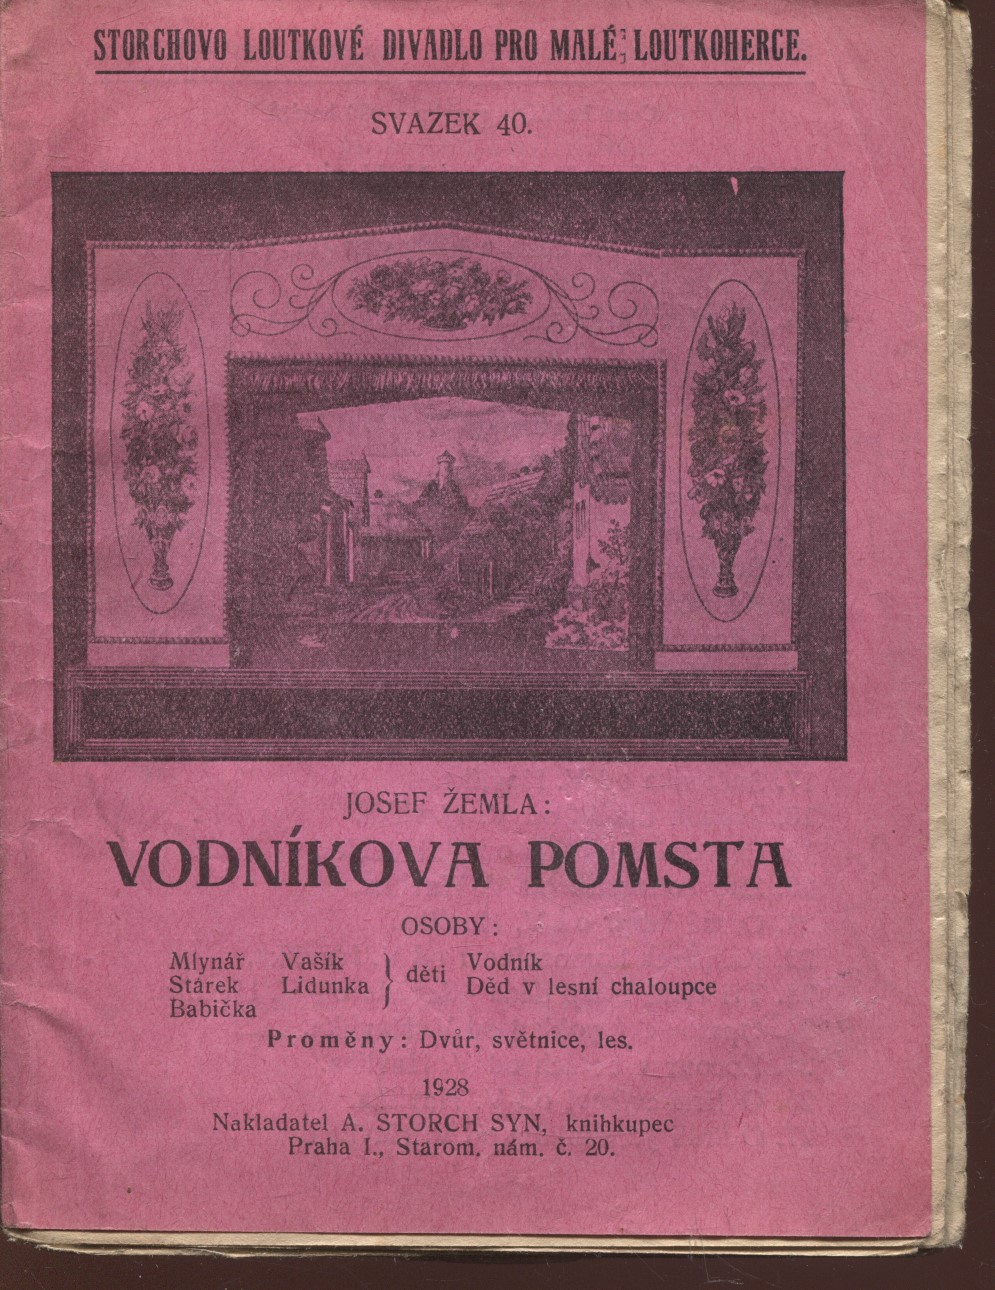 STORCHOVO LOUTKOVÉ DIVADLO PRO MALÉ LOUTKOHERCE.
SVAZEK 40.
JOSEF ŽEMLA:
VODNÍKOVA POMSTA
OSOBY:
Mlynář Vašík } děti Vodník
Stárek Lidunka Děd v lesní chaloupce
Babička
Proměny: Dvůr, světnice, les.
1928
Nakladatel A. ŠTORCH SYN, knihkupec
Praha I., Starom. nám. č. 20.